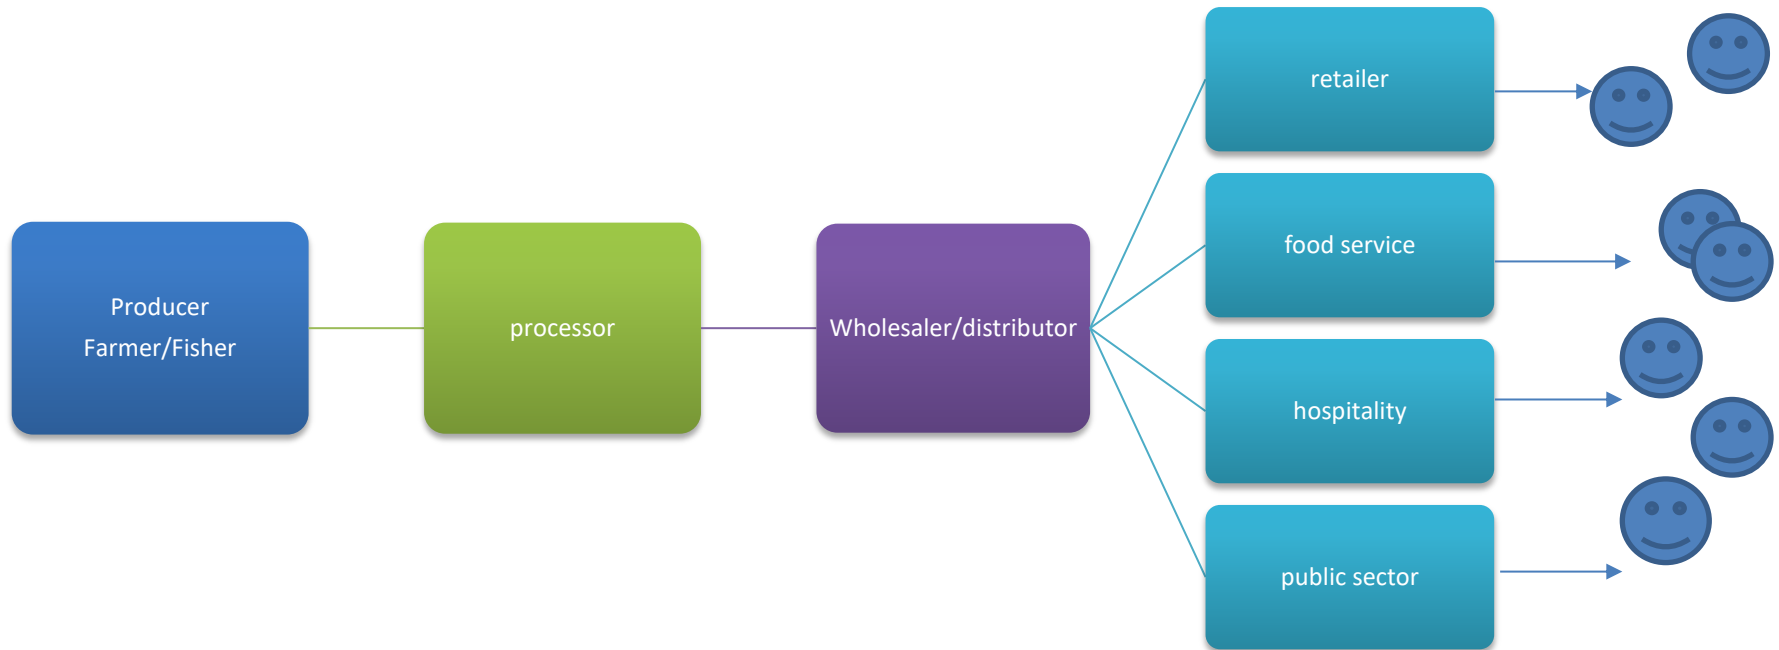 Producer
Farmer/Fisher
processor
Wholesaler/distributor
retailer
food service
hospitality
public sector